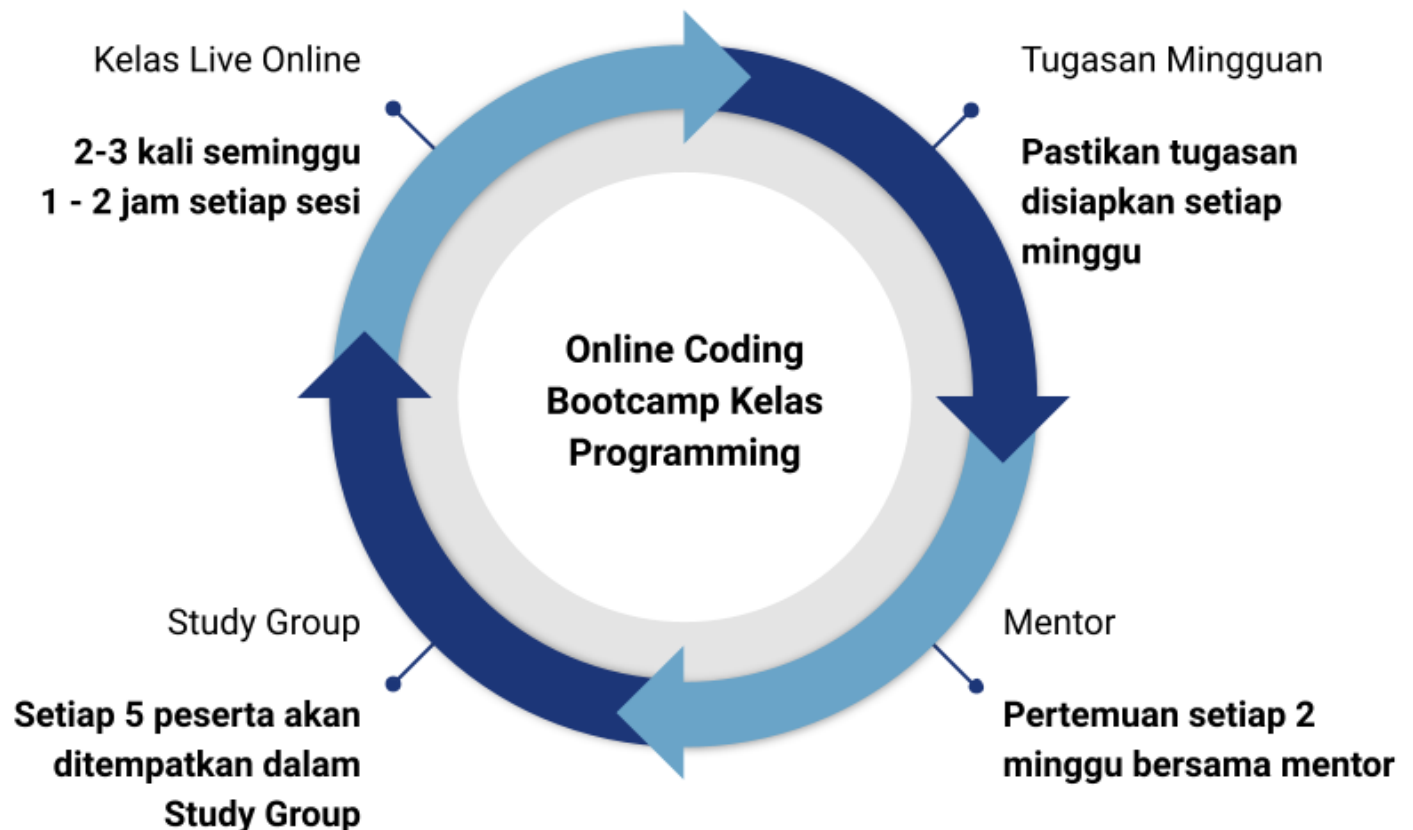 Kelas Live Online
2-3 kali seminggu
1 - 2 jam setiap sesi
Tugasan Mingguan
Pastikan tugasan
disiapkan setiap
minggu
Online Coding
Bootcamp Kelas
Programming
Study Group
Setiap 5 peserta akan
ditempatkan dalam
Study Group
Mentor
Pertemuan setiap 2
minggu bersama mentor